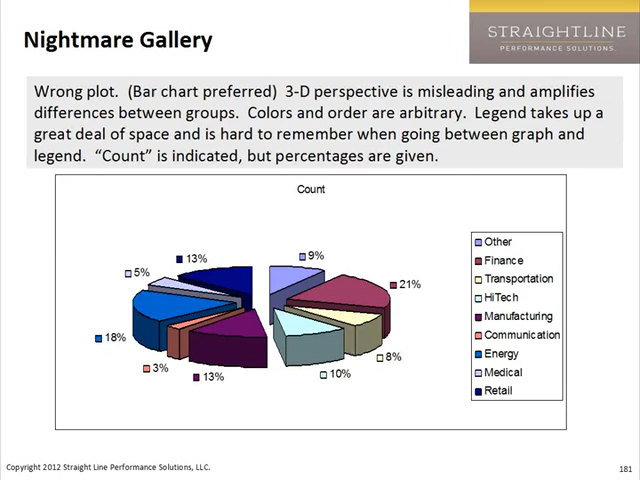 Nightmare Gallery
STRAIGHTLINE
PERFORMANCE SOLUTIONS.
Wrong plot.  (Bar chart preferred)  3-D perspective is misleading and amplifies
differences between groups.  Colors and order are arbitrary.  Legend takes up a
great deal of space and is hard to remember when going between graph and
legend.  “Count” is indicated, but percentages are given.
Count
9%
21%
8%
10%
13%
3%
18%
5%
13%
Other
Finance
Transportation
HiTech
Manufacturing
Communication
Energy
Medical
Retail
Copyright 2012 Straight Line Performance Solutions, LLC.
181